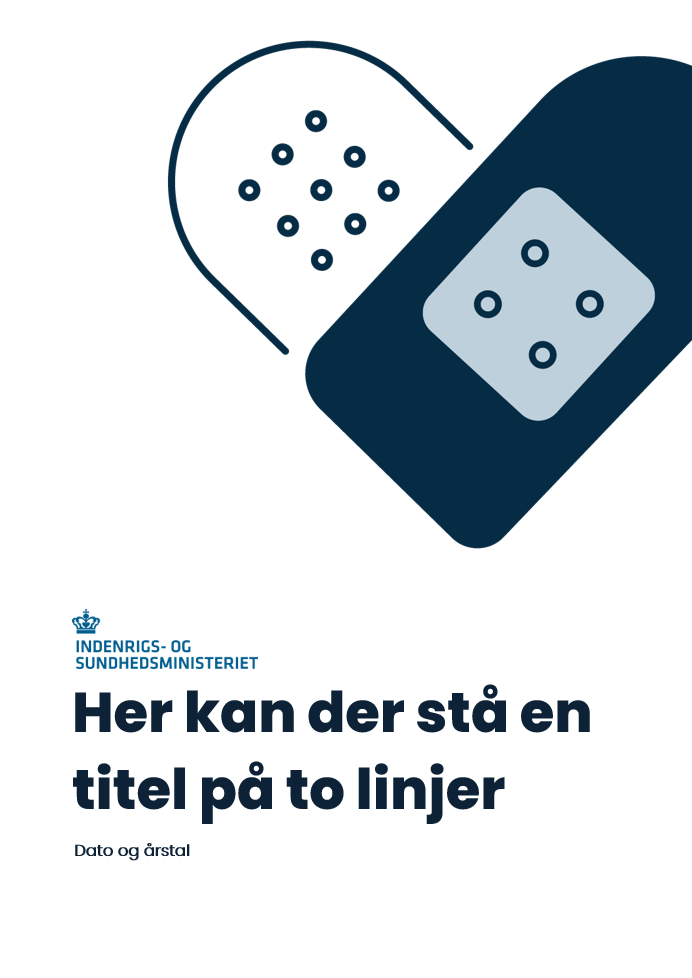 INDENRIGS- OG
SUNDHEDSMINISTERIET
Her kan der stå en
titel på to linjer
Dato og årstal